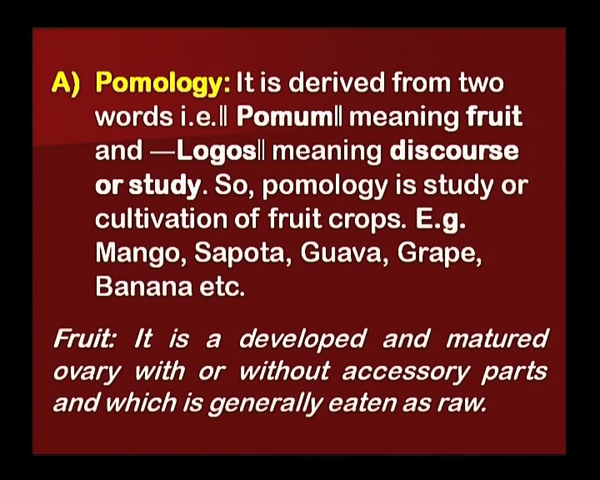 A) Pomology: It is derived from two
words i.e.‖ Pomum‖ meaning fruit
and ―Logos‖ meaning discourse
or study. So, pomology is study or
cultivation of fruit crops. E.g.
Mango, Sapota, Guava, Grape,
Banana etc.
Fruit: It is a developed and matured
ovary with or without accessory parts
and which is generally eaten as raw.